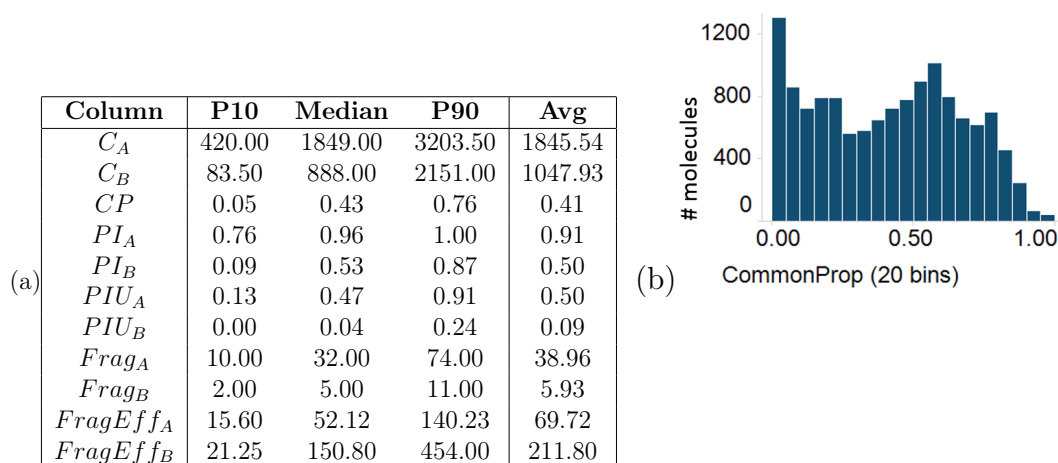 (a)
Column P10 Median P90 Avg
C_A 420.00 1849.00 3203.50 1845.54
C_B 83.50 888.00 2151.00 1047.93
CP 0.05 0.43 0.76 0.41
PI_A 0.76 0.96 1.00 0.91
PI_B 0.09 0.53 0.87 0.50
PIU_A 0.13 0.47 0.91 0.50
PIU_B 0.00 0.04 0.24 0.09
Frag_A 10.00 32.00 74.00 38.96
Frag_B 2.00 5.00 11.00 5.93
FragEff_A 15.60 52.12 140.23 69.72
FragEff_B 21.25 150.80 454.00 211.80
(b)
# molecules
1200
800
400
0
0.00 0.50 1.00
CommonProp (20 bins)